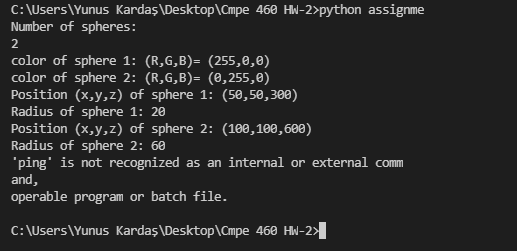 C:\Users\Yunus Kardaş\Desktop\Cmpe 460 HW-2>python assignme
Number of spheres:
2
color of sphere 1: (R,G,B)= (255,0,0)
color of sphere 2: (R,G,B)= (0,255,0)
Position (x,y,z) of sphere 1: (50,50,300)
Radius of sphere 1: 20
Position (x,y,z) of sphere 2: (100,100,600)
Radius of sphere 2: 60
'ping' is not recognized as an internal or external comm
and,
operable program or batch file.
C:\Users\Yunus Kardaş\Desktop\Cmpe 460 HW-2>